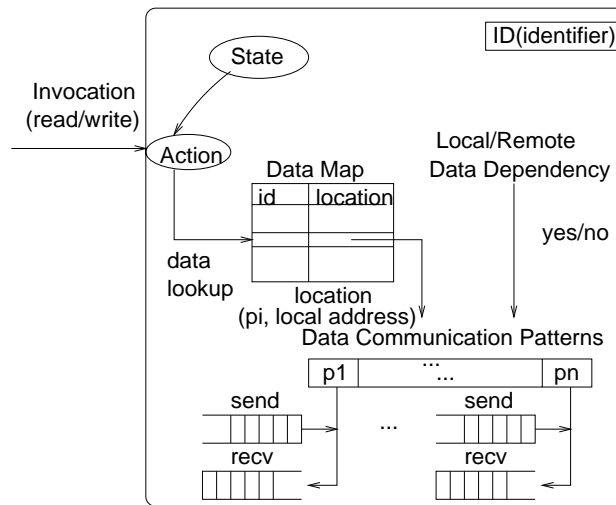 ID(identifier)
State
Invocation
(read/write)
Action
Local/Remote
Data Dependency
Data Map
id location
yes/no
data
lookup
location
(pi, local address)
Data Communication Patterns
p1 ... ... pn
send ... send
recv recv